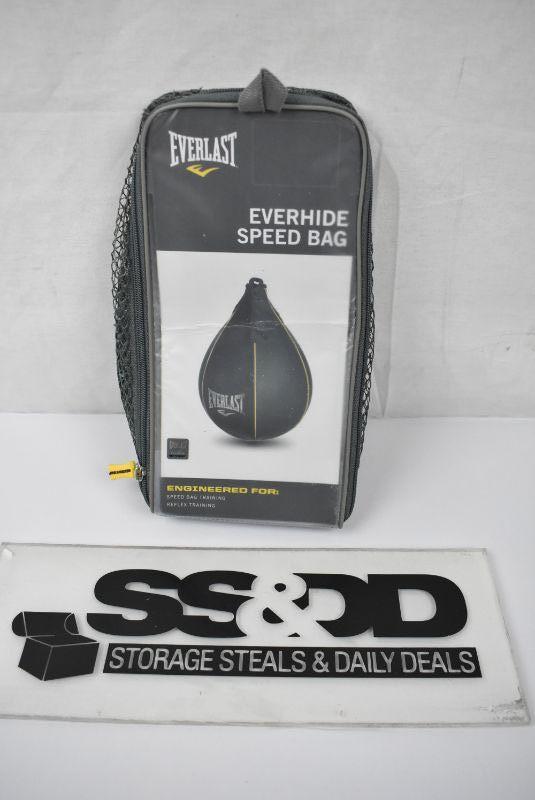 EVERLAST
EVERHIDE
SPEED BAG
EVERLAST
ENGINEERED FOR:
SPEED BAG TRAINING
REFLEX TRAINING
SS&DD
STORAGE STEALS & DAILY DEALS